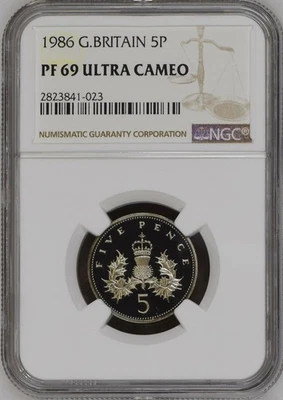 1986 G.BRITAIN 5P
PF 69 ULTRA CAMEO
2823841-023
NUMISMATIC GUARANTY CORPORATION
NGC®
FIVE PENCE
5